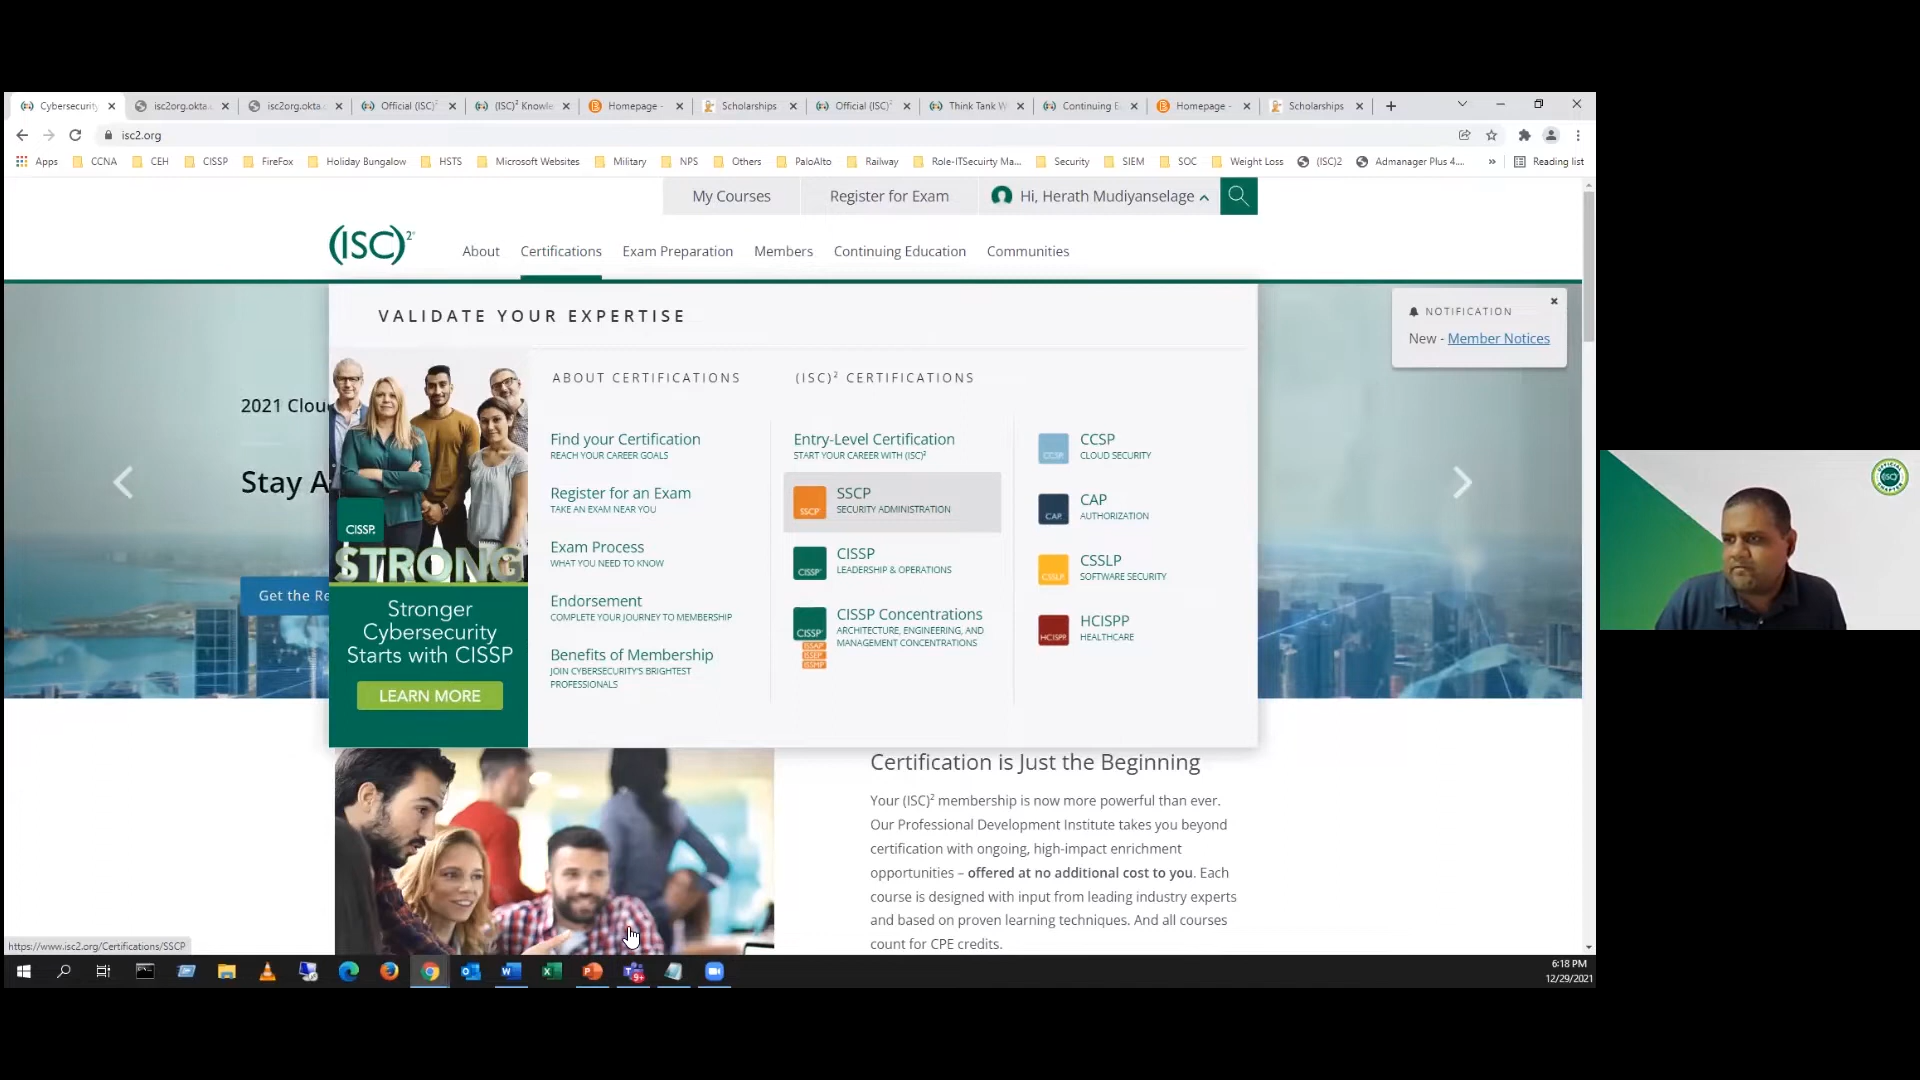 Cybersecurity
isc2org.okta.
isc2org.okta.
Official (ISC)²
(ISC)² Knowle
Homepage -
Scholarships
Official (ISC)²
Think Tank W
Continuing E
Homepage -
Scholarships
isc2.org
Apps
CCNA
CEH
CISSP
FireFox
Holiday Bungalow
HSTS
Microsoft Websites
Military
NPS
Others
PaloAlto
Railway
Role-ITSecuirty Ma...
Security
SIEM
SOC
Weight Loss
(ISC)2
Admanager Plus 4....
»
Reading list
My Courses
Register for Exam
Hi, Herath Mudiyanselage
(ISC)²
About
Certifications
Exam Preparation
Members
Continuing Education
Communities
VALIDATE YOUR EXPERTISE
NOTIFICATION
New - Member Notices
2021 Clou
Stay A
Get the Re
CISSP
STRONG
Stronger
Cybersecurity
Starts with CISSP
LEARN MORE
ABOUT CERTIFICATIONS
Find your Certification
REACH YOUR CAREER GOALS
Register for an Exam
TAKE AN EXAM NEAR YOU
Exam Process
WHAT YOU NEED TO KNOW
Endorsement
COMPLETE YOUR JOURNEY TO MEMBERSHIP
Benefits of Membership
JOIN CYBERSECURITY'S BRIGHTEST
PROFESSIONALS
(ISC)² CERTIFICATIONS
Entry-Level Certification
START YOUR CAREER WITH (ISC)²
SSCP
SSCP
SECURITY ADMINISTRATION
CISSP
CISSP
LEADERSHIP & OPERATIONS
CISSP
ISSAP
ISSEP
ISSMP
CISSP Concentrations
ARCHITECTURE, ENGINEERING, AND
MANAGEMENT CONCENTRATIONS
CCSP
CCSP
CLOUD SECURITY
CAP
CAP
AUTHORIZATION
CSSLP
CSSLP
SOFTWARE SECURITY
HCISPP
HCISPP
HEALTHCARE
Certification is Just the Beginning
Your (ISC)² membership is now more powerful than ever.
Our Professional Development Institute takes you beyond
certification with ongoing, high-impact enrichment
opportunities – offered at no additional cost to you. Each
course is designed with input from leading industry experts
and based on proven learning techniques. And all courses
count for CPE credits.
https://www.isc2.org/Certifications/SSCP
9+
6:18 PM
12/29/2021